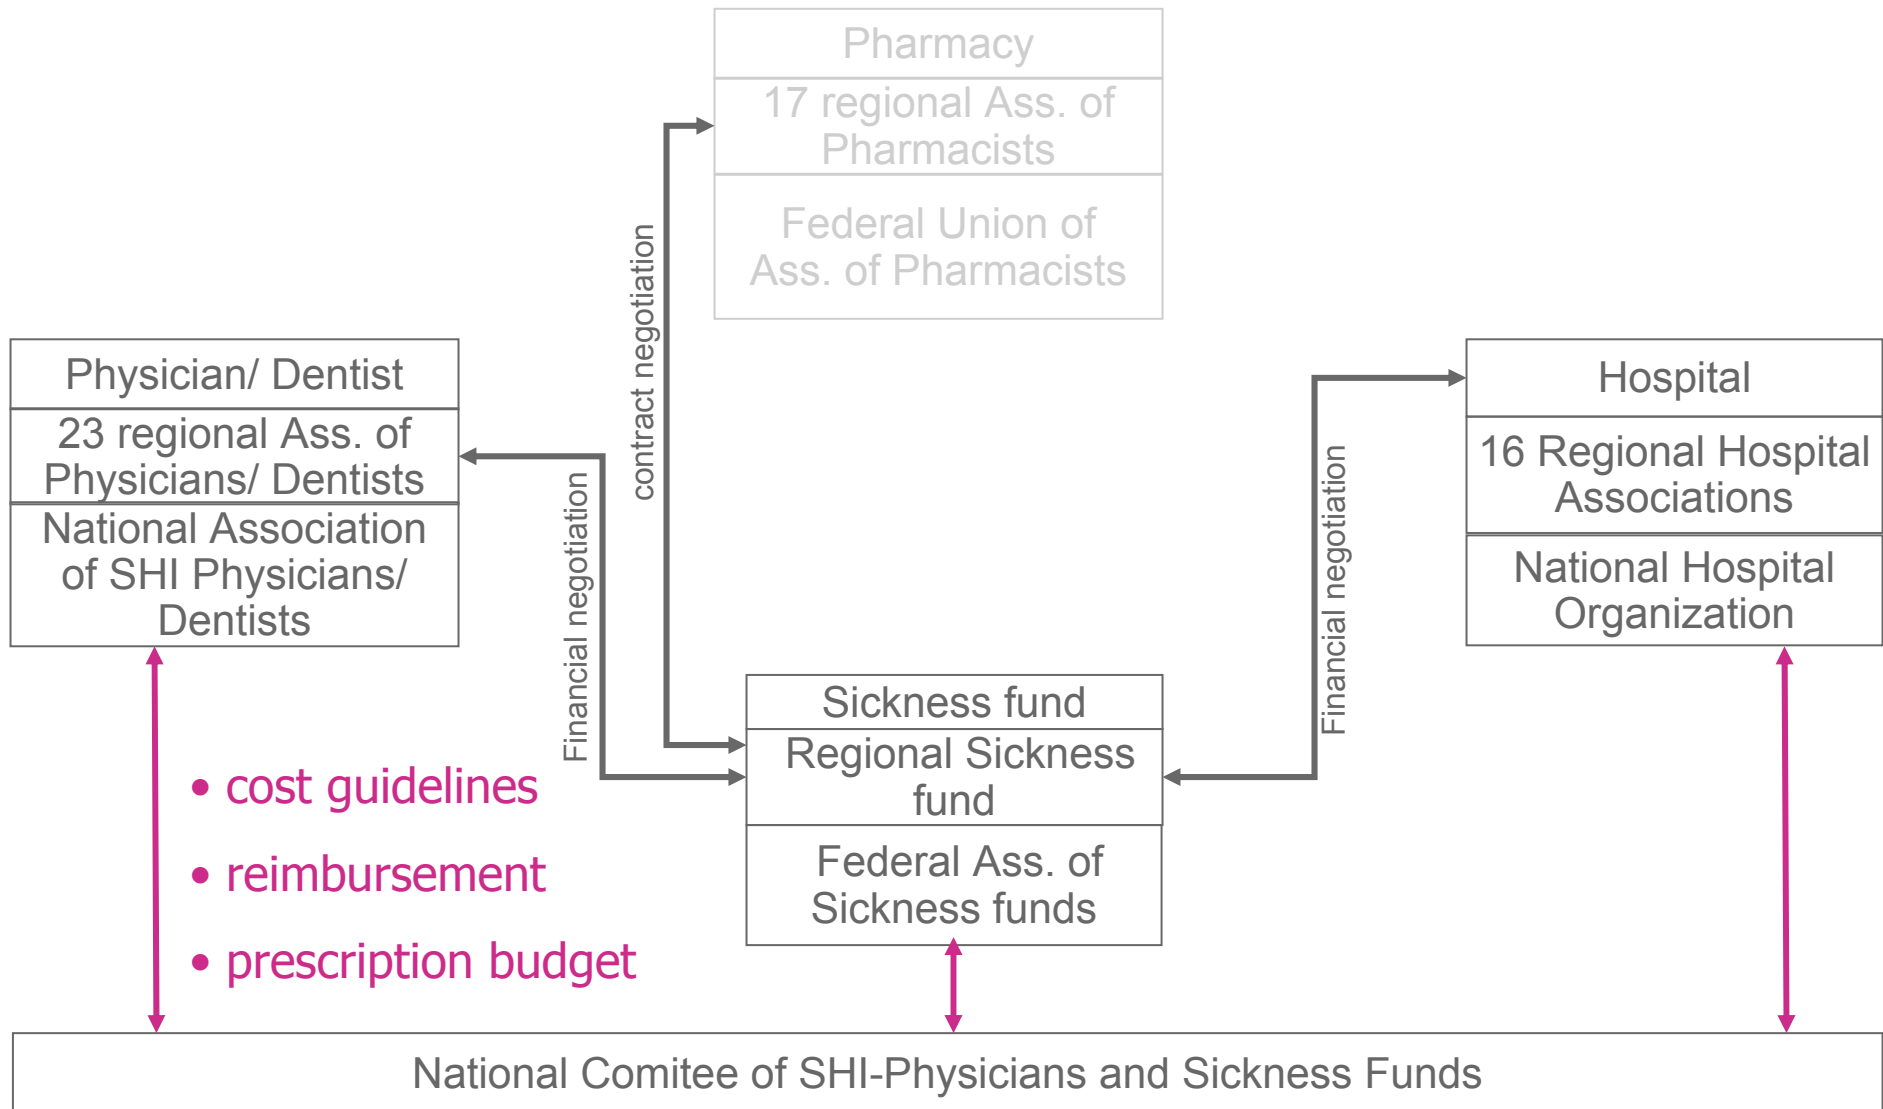 Pharmacy
17 regional Ass. of
Pharmacists
Federal Union of
Ass. of Pharmacists
contract negotiation
Physician/ Dentist
23 regional Ass. of
Physicians/ Dentists
National Association
of SHI Physicians/
Dentists
Financial negotiation
Hospital
16 Regional Hospital
Associations
National Hospital
Organization
Financial negotiation
Sickness fund
Regional Sickness
fund
Federal Ass. of
Sickness funds
• cost guidelines
• reimbursement
• prescription budget
National Comitee of SHI-Physicians and Sickness Funds